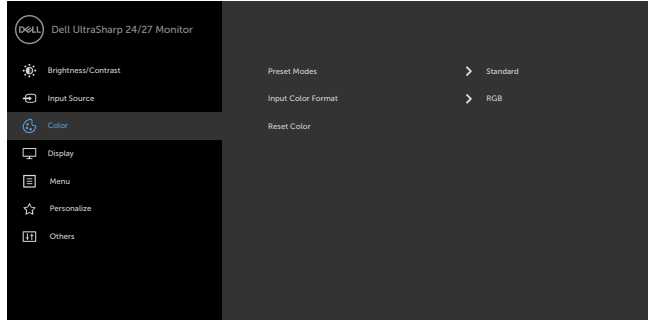 DELL Dell UltraSharp 24/27 Monitor
Brightness/Contrast
Input Source
Color
Display
Menu
Personalize
Others
Preset Modes Standard
Input Color Format RGB
Reset Color